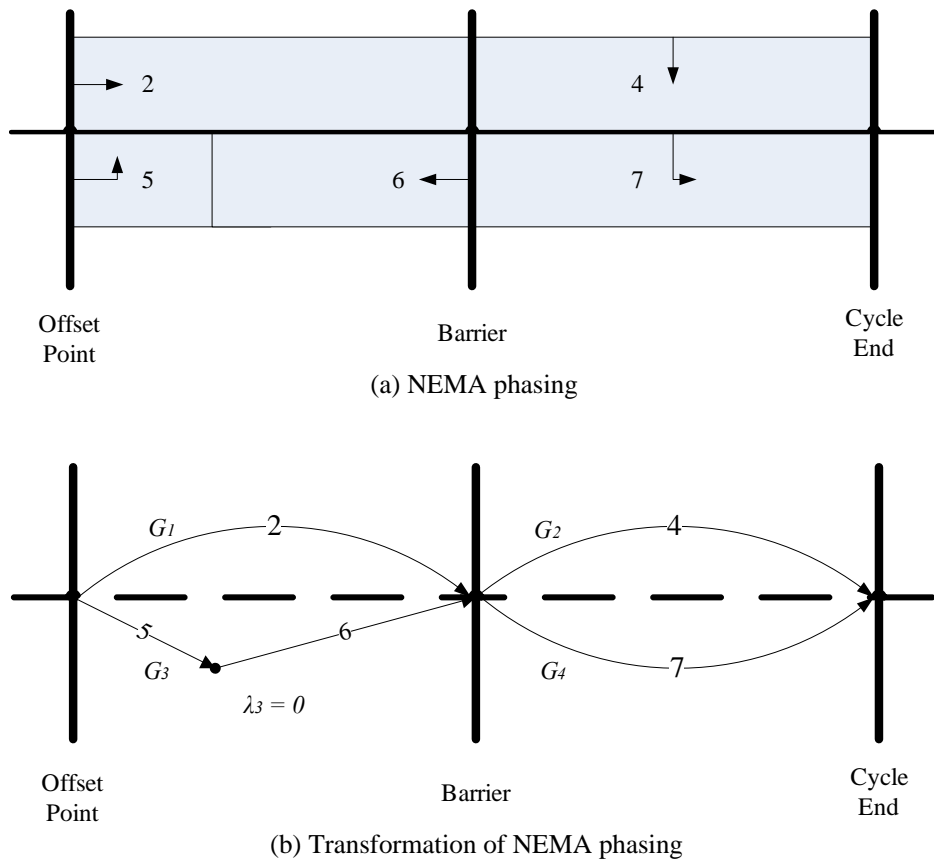 2
4
5
6
7
Offset
Point
Barrier
Cycle
End
(a) NEMA phasing
G1
2
G2
4
5
6
G3
G4
7
λ3 = 0
Offset
Point
Barrier
Cycle
End
(b) Transformation of NEMA phasing